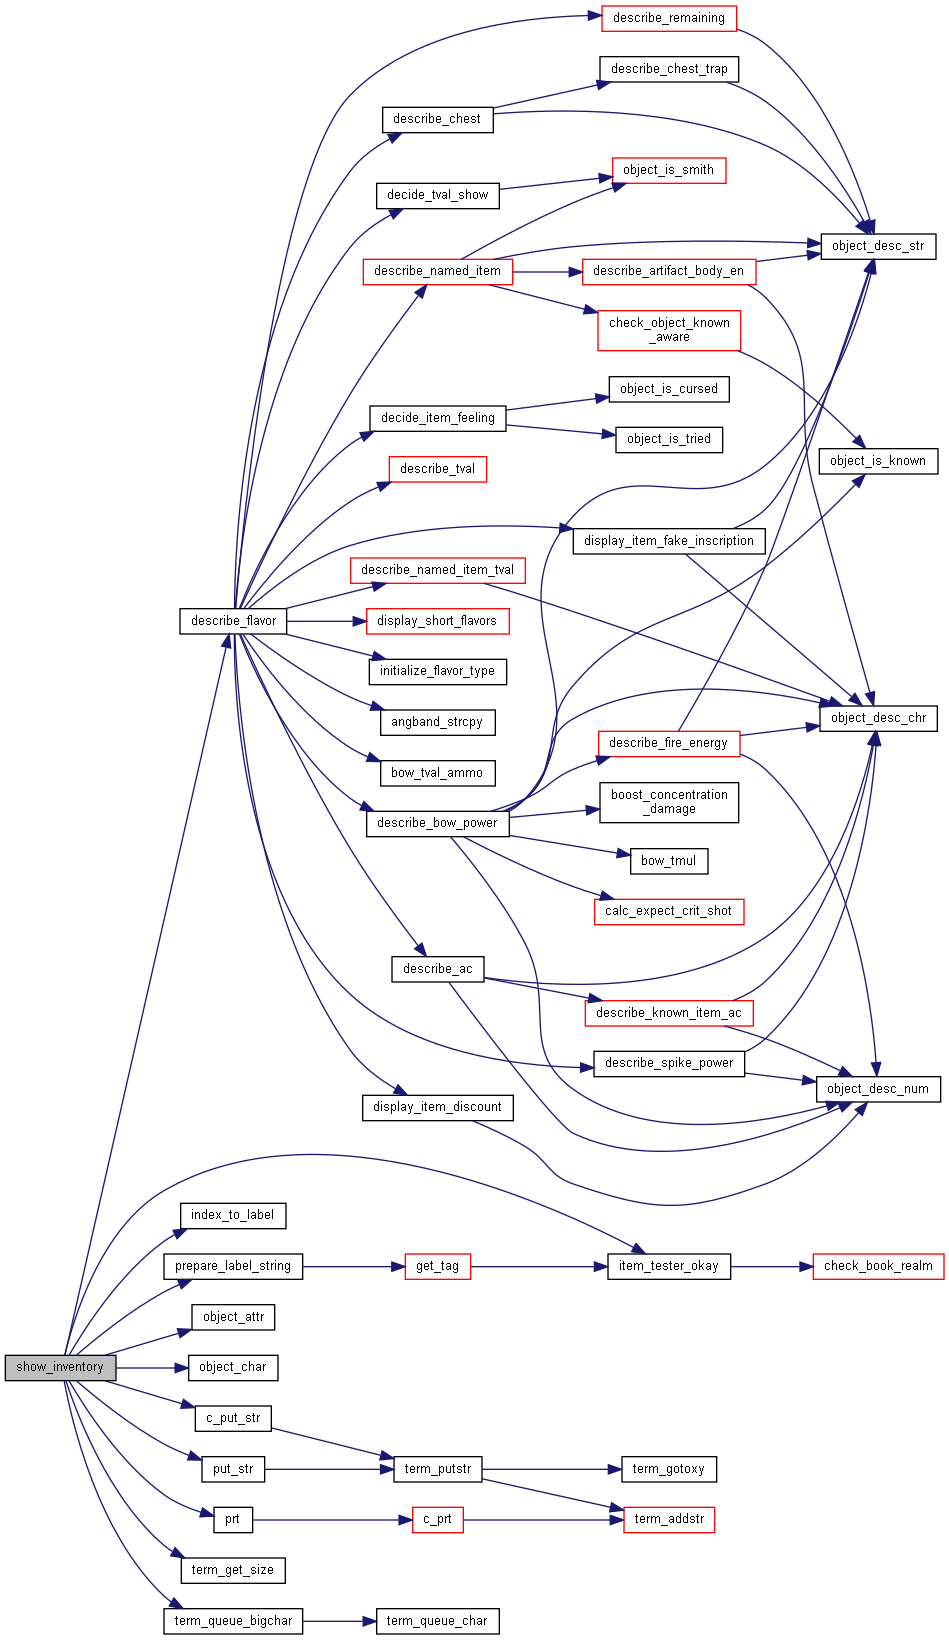 describe_remaining
describe_chest_trap
describe_chest
object_is_smith
decide_tval_show
object_desc_str
describe_named_item
describe_artifact_body_en
check_object_known
_aware
object_is_cursed
decide_item_feeling
object_is_tried
describe_tval
object_is_known
display_item_fake_inscription
describe_named_item_tval
describe_flavor
display_short_flavors
initialize_flavor_type
angband_strcpy
object_desc_chr
describe_fire_energy
bow_tval_ammo
boost_concentration
_damage
describe_bow_power
bow_tmul
calc_expect_crit_shot
describe_ac
describe_known_item_ac
describe_spike_power
object_desc_num
display_item_discount
index_to_label
prepare_label_string
get_tag
item_tester_okay
check_book_realm
object_attr
show_inventory
object_char
c_put_str
put_str
term_putstr
term_gotoxy
prt
c_prt
term_addstr
term_get_size
term_queue_bigchar
term_queue_char